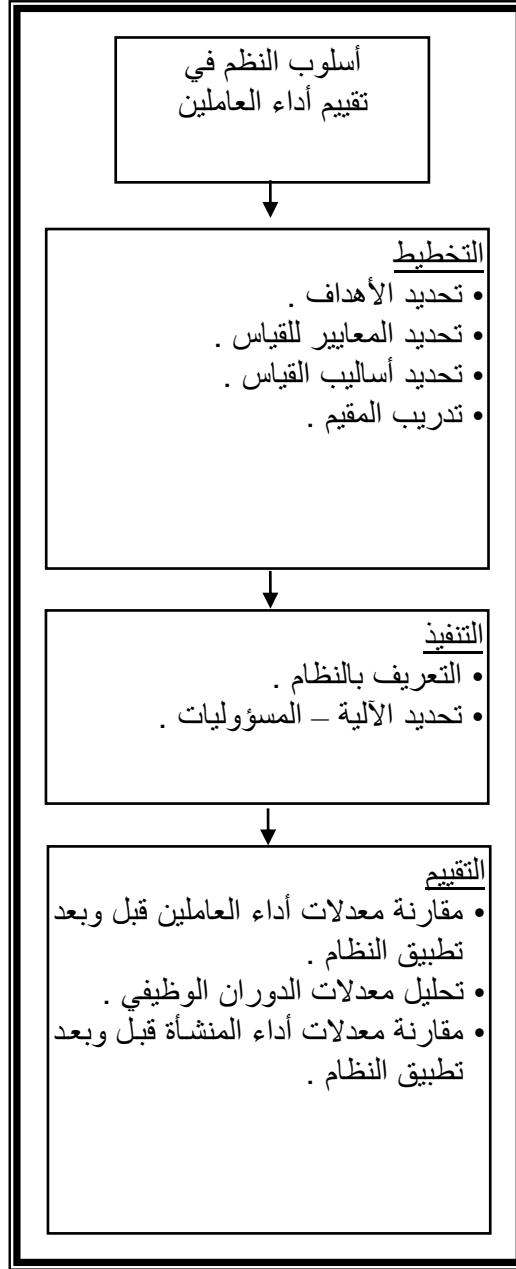 أسلوب النظم في
تقييم أداء العاملين
التخطيط
• تحديد الأهداف .
• تحديد المعايير للقياس .
• تحديد أساليب القياس .
• تدريب المقيم .
التنفيذ
• التعريف بالنظام .
• تحديد الآلية – المسؤوليات .
التقييم
• مقارنة معدلات أداء العاملين قبل وبعد
تطبيق النظام .
• تحليل معدلات الدوران الوظيفي .
• مقارنة معدلات أداء المنشأة قبل وبعد
تطبيق النظام .